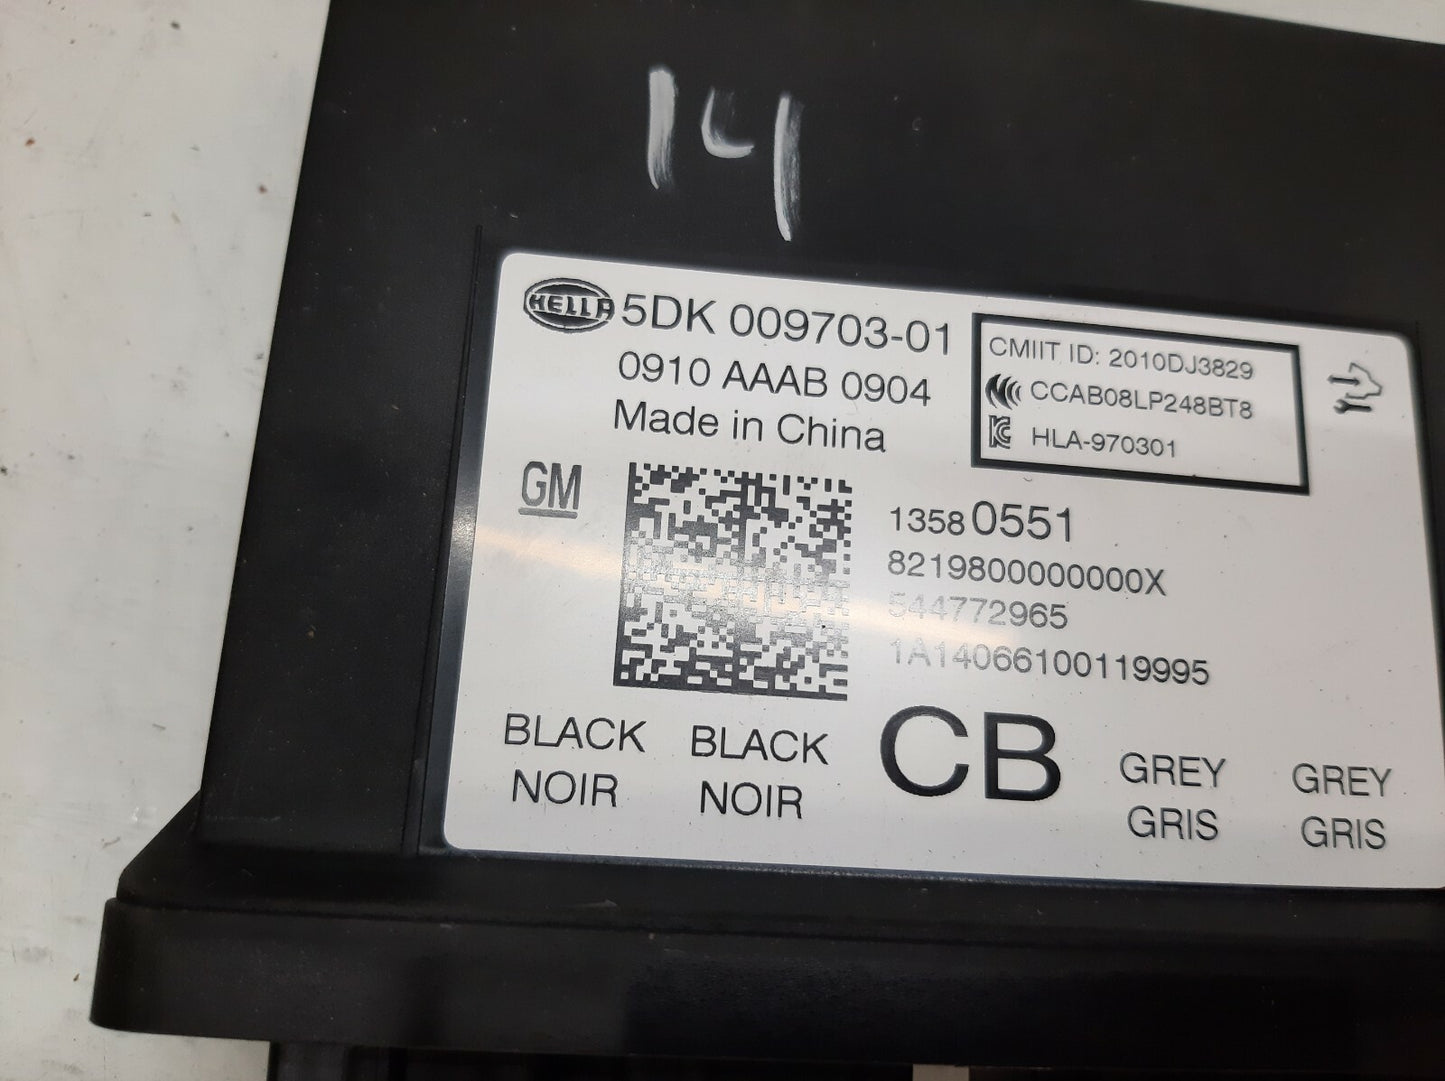 14
HELLA 5DK 009703-01
0910 AAAB 0904
Made in China
CMIIT ID: 2010DJ3829
CCAB08LP248BT8
HLA-970301
GM
13580551
8219800000000X
544772965
1A14066100119995
BLACK BLACK CB GREY GREY
NOIR NOIR GRIS GRIS